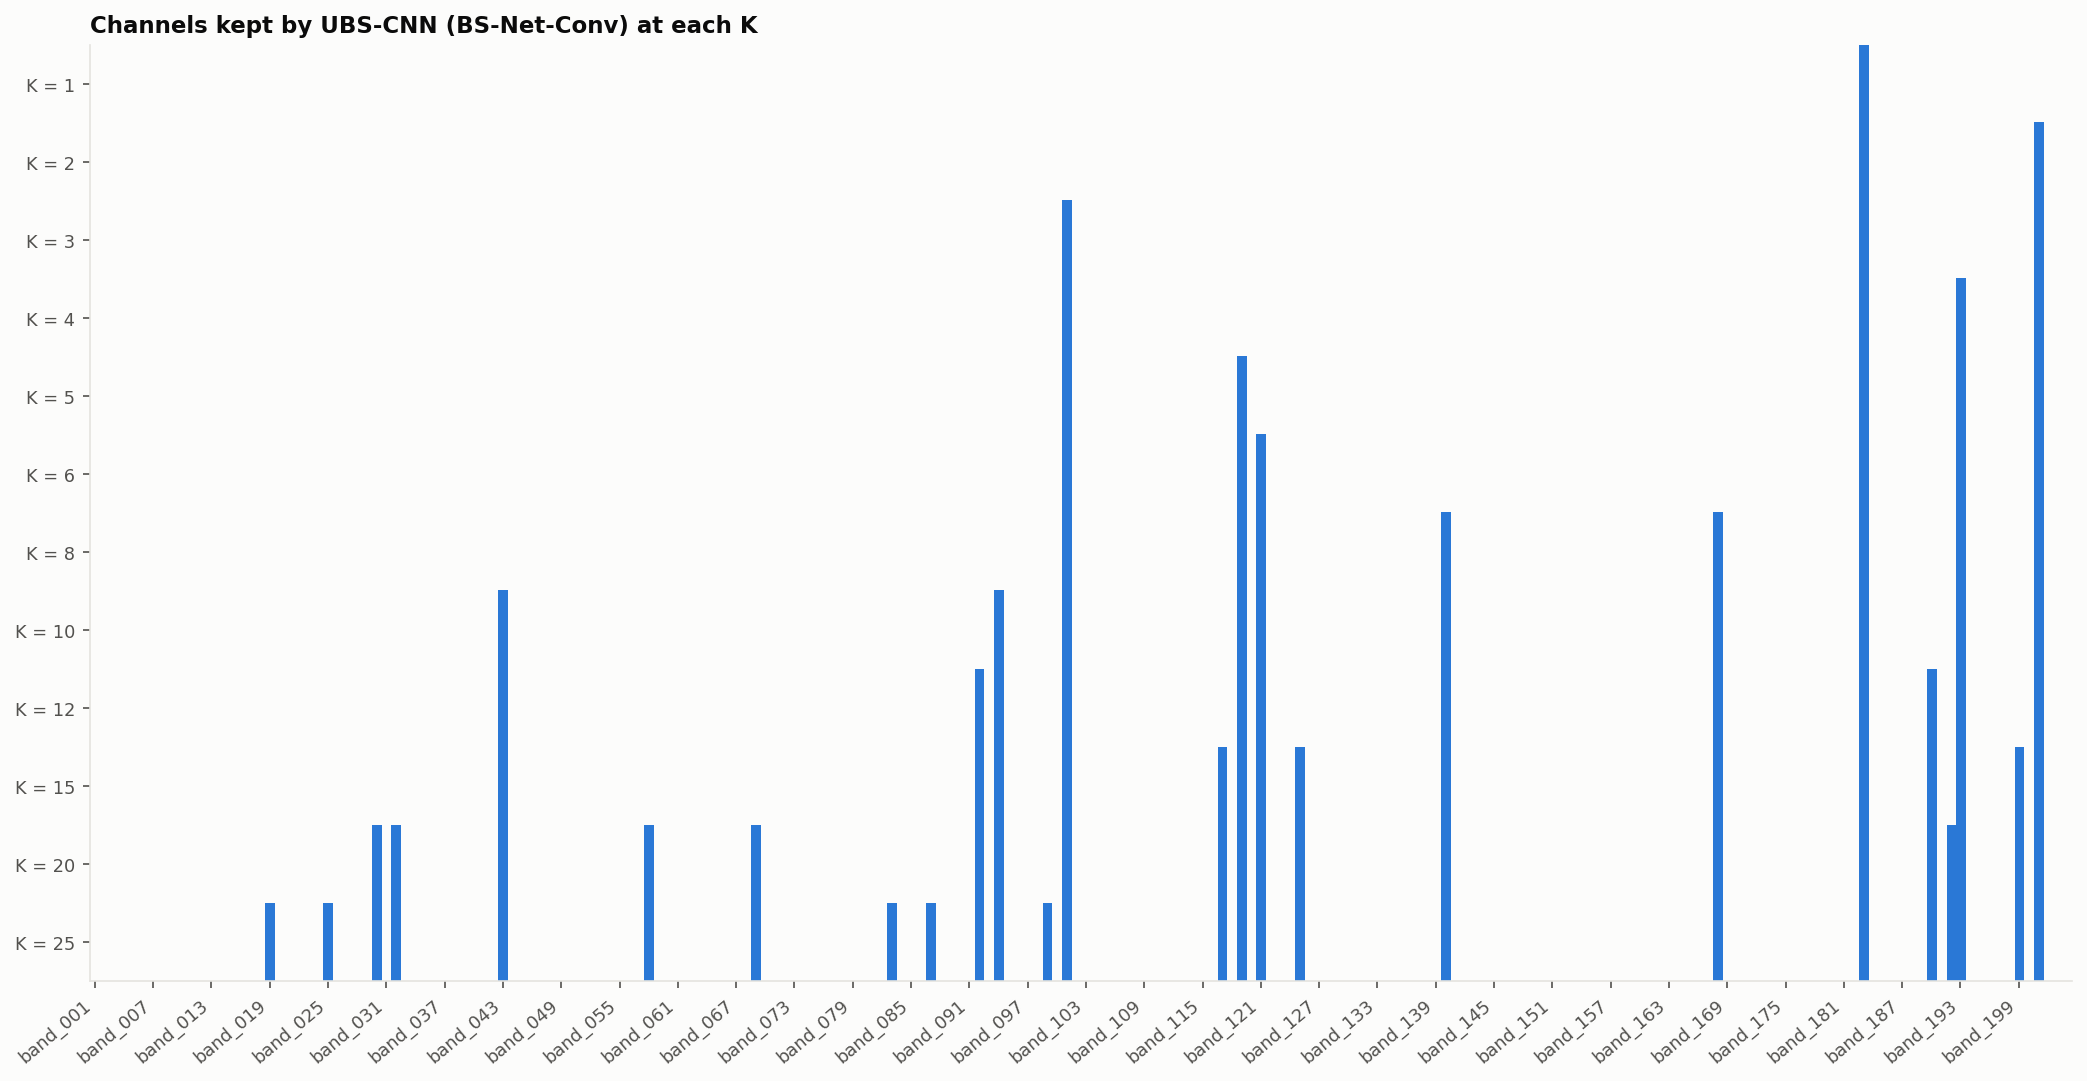 Channels kept by UBS-CNN (BS-Net-Conv) at each K
K = 1
K = 2
K = 3
K = 4
K = 5
K = 6
K = 8
K = 10
K = 12
K = 15
K = 20
K = 25
band_001
band_007
band_013
band_019
band_025
band_031
band_037
band_043
band_049
band_055
band_061
band_067
band_073
band_079
band_085
band_091
band_097
band_103
band_109
band_115
band_121
band_127
band_133
band_139
band_145
band_151
band_157
band_163
band_169
band_175
band_181
band_187
band_193
band_199